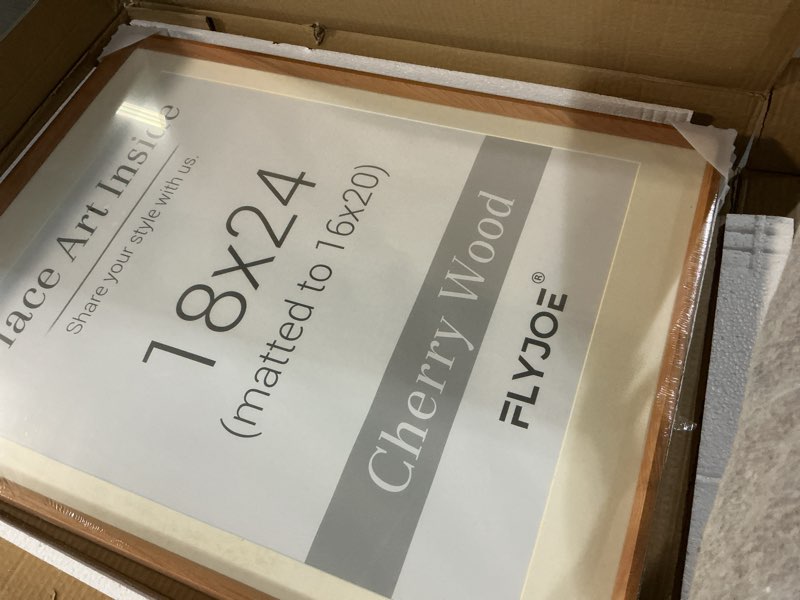 lace Art Inside
Share your style with us.
18x24
(matted to 16x20)
Cherry Wood
FLYJOE®